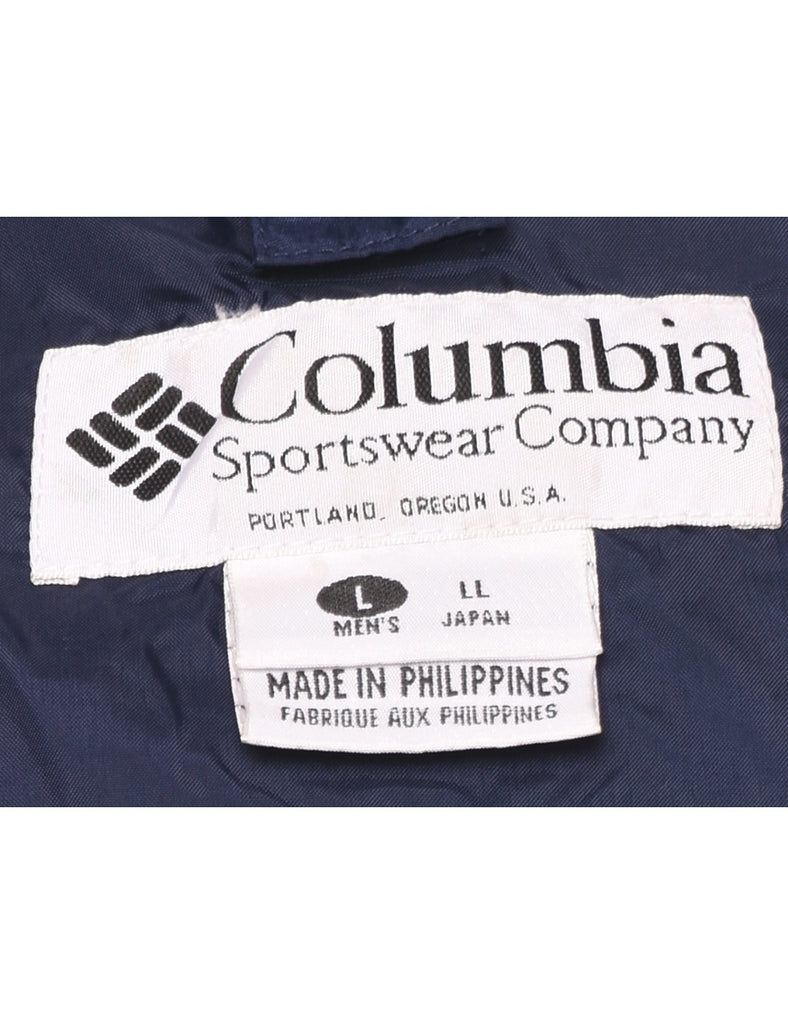 Columbia
Sportswear Company
PORTLAND, OREGON U.S.A.
L LL
MEN'S JAPAN
MADE IN PHILIPPINES
FABRIQUE AUX PHILIPPINES